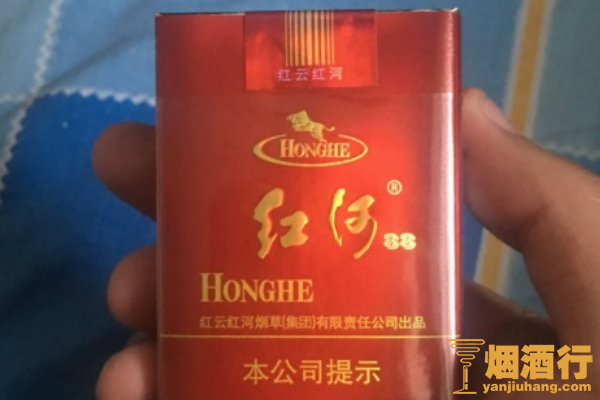 红云红河
HONGHE
红河®
88
HONGHE
红云红河烟草(集团)有限责任公司出品
本公司提示
烟酒行
yanjiuhang.com